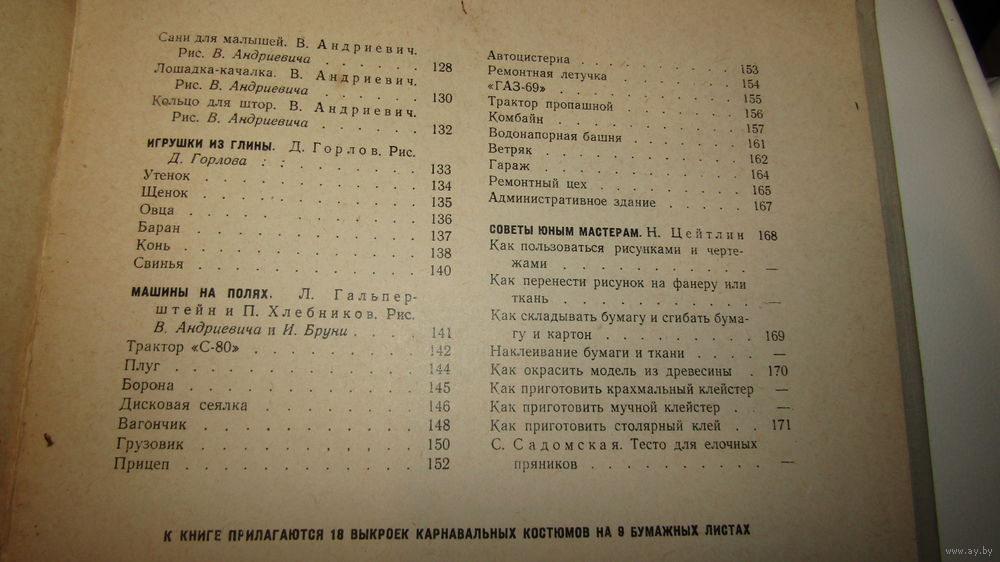 Сани для малышей. В. Андриевич.
Рис. В. Андриевича . . . . . . 128
Лошадка-качалка. В. Андриевич.
Рис. В. Андриевича . . . . . . 130
Кольцо для штор. В. Андриевич.
Рис. В. Андриевича . . . . . . 132
ИГРУШКИ ИЗ ГЛИНЫ. Д. Горлов. Рис.
Д. Горлова : : . . . . . . 133
Утенок . . . . . . . . . . 134
Щенок . . . . . . . . . . 135
Овца . . . . . . . . . . 136
Баран . . . . . . . . . . 137
Конь . . . . . . . . . . 138
Свинья . . . . . . . . . . 140
МАШИНЫ НА ПОЛЯХ. Л. Гальпер-
штейн и П. Хлебников. Рис.
В. Андриевича и И. Бруни . . . . 141
Трактор «С-80» . . . . . . . . 142
Плуг . . . . . . . . . . 144
Борона . . . . . . . . . . 145
Дисковая сеялка . . . . . . . 146
Вагончик . . . . . . . . . 148
Грузовик . . . . . . . . . 150
Прицеп . . . . . . . . . . 152
Автоцистерна . . . . . . . . 153
Ремонтная летучка . . . . . . 154
«ГАЗ-69» . . . . . . . . . 155
Трактор пропашной . . . . . . 156
Комбайн . . . . . . . . . 157
Водонапорная башня . . . . . . 161
Ветряк . . . . . . . . . . 162
Гараж . . . . . . . . . . 164
Ремонтный цех . . . . . . . . 165
Административное здание . . . . . 167
СОВЕТЫ ЮНЫМ МАСТЕРАМ. Н. Цейтлин 168
Как пользоваться рисунками и черте-
жами . . . . . . . . . . —
Как перенести рисунок на фанеру или
ткань . . . . . . . . . . —
Как складывать бумагу и сгибать бума-
гу и картон . . . . . . . . 169
Наклеивание бумаги и ткани . . . . —
Как окрасить модель из древесины . 170
Как приготовить крахмальный клейстер —
Как приготовить мучной клейстер . . —
Как приготовить столярный клей . . 171
С. Садомская. Тесто для елочных
пряников . . . . . . . . . —
К КНИГЕ ПРИЛАГАЮТСЯ 18 ВЫКРОЕК КАРНАВАЛЬНЫХ КОСТЮМОВ НА 9 БУМАЖНЫХ ЛИСТАХ
www.ay.by